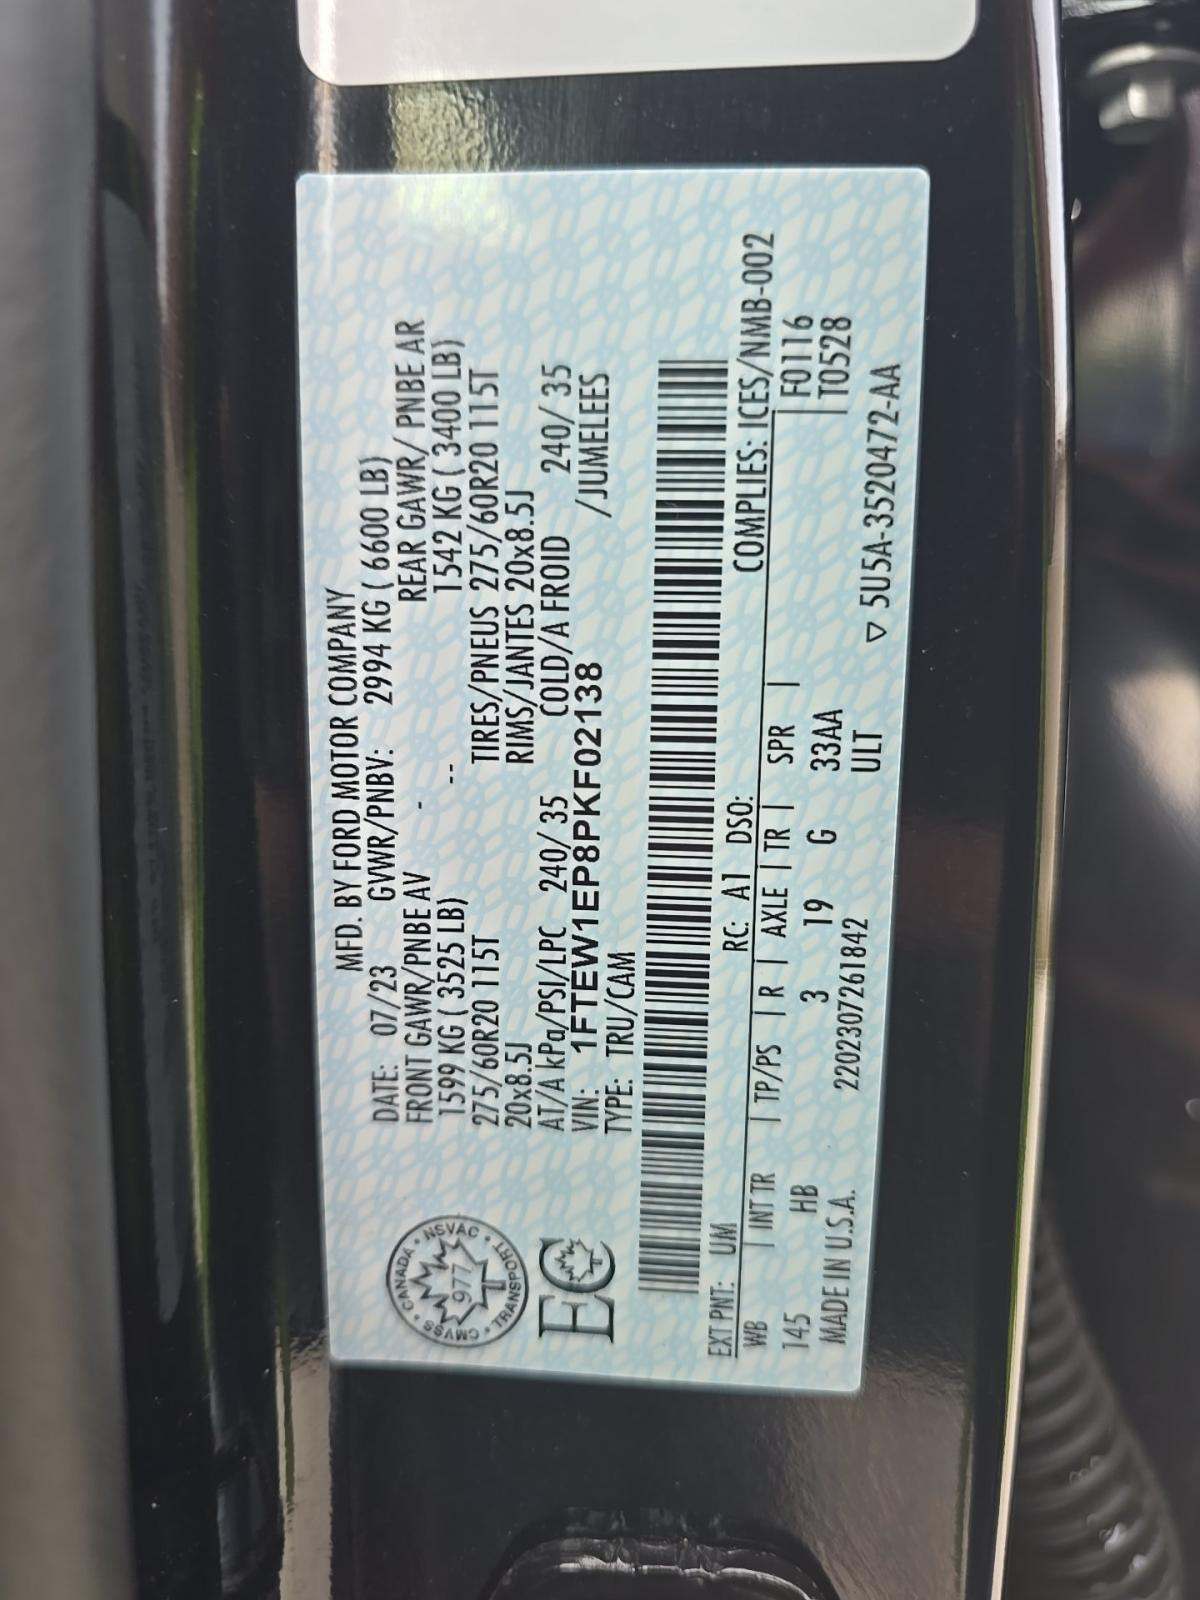 MFD. BY FORD MOTOR COMPANY
DATE: 07/23 GVWR/PNBV: 2994 KG ( 6600 LB)
FRONT GAWR/PNBE AV - REAR GAWR/ PNBE AR
1599 KG ( 3525 LB) -- 1542 KG ( 3400 LB)
275/60R20 115T TIRES/PNEUS 275/60R20 115T
20x8.5J RIMS/JANTES 20x8.5J
AT/A kPa/PSI/LPC 240/ 35 COLD/A FROID 240/ 35
VIN: 1FTEW1EP8PKF02138 /JUMELEES
TYPE: TRU/CAM
CANADA • NSVAC • TRANSPORT • CMVSS •
977
T
EC
EXT PNT: UM RC: A1 DSO: COMPLIES: ICES/NMB-002
WB | INT TR | TP/PS | R | AXLE | TR | SPR | | F0116
145 HB 3 19 G 33AA | T0528
MADE IN U.S.A. 220230726184​2 ULT ▽ 5U5A-3520472-AA